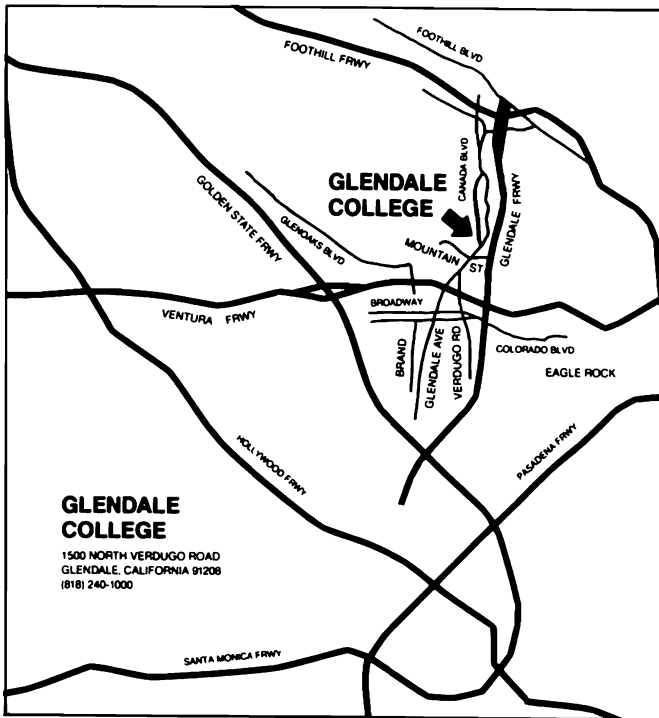 FOOTHILL BLVD
FOOTHILL FRWY
CANADA BLVD
GLENDALE
COLLEGE
GOLDEN STATE FRWY
GLENOAKS BLVD
GLENDALE FRWY
MOUNTAIN
ST
BROADWAY
VENTURA FRWY
BRAND
GLENDALE AVE
VERDUGO RD
COLORADO BLVD
EAGLE ROCK
HOLLYWOOD FRWY
PASADENA FRWY
GLENDALE
COLLEGE
1500 NORTH VERDUGO ROAD
GLENDALE, CALIFORNIA 91208
(818) 240-1000
SANTA MONICA FRWY